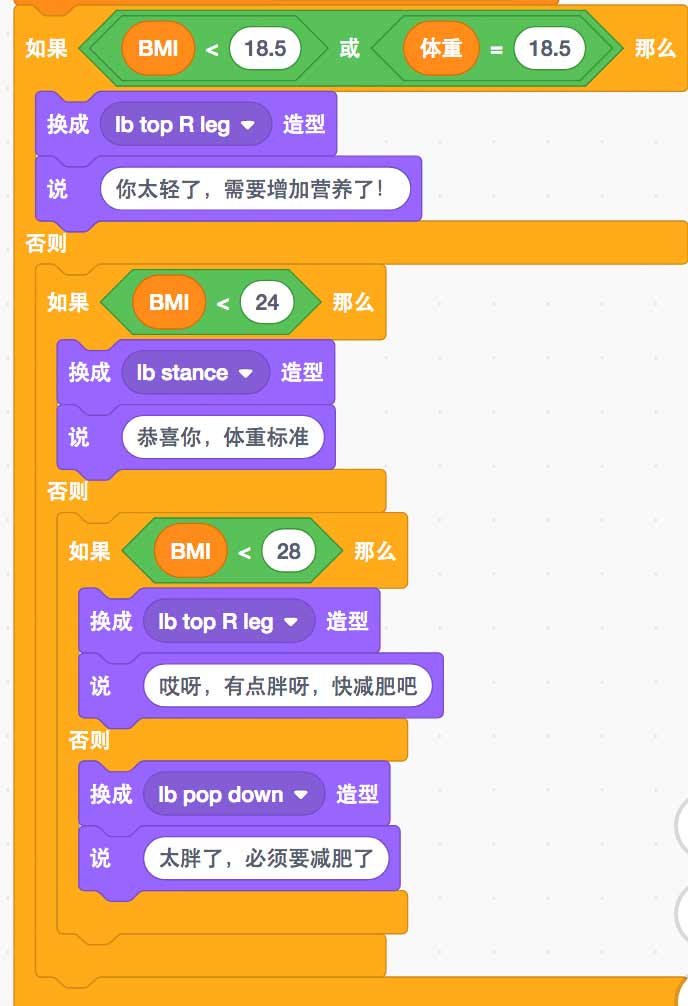 如果 BMI < 18.5 或 体重 = 18.5 那么
换成 lb top R leg 造型
说 你太轻了，需要增加营养了！
否则
如果 BMI < 24 那么
换成 lb stance 造型
说 恭喜你，体重标准
否则
如果 BMI < 28 那么
换成 lb top R leg 造型
说 哎呀，有点胖呀，快减肥吧
否则
换成 lb pop down 造型
说 太胖了，必须要减肥了